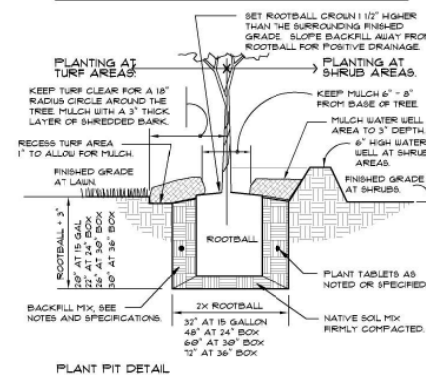 SET ROOTBALL CROWN 1 1/2" HIGHER
THAN THE SURROUNDING FINISHED
GRADE. SLOPE BACKFILL AWAY FROM
ROOTBALL FOR POSITIVE DRAINAGE.
PLANTING AT
TURF AREAS.
PLANTING AT
SHRUB AREAS.
KEEP TURF CLEAR FOR A 18"
RADIUS CIRCLE AROUND THE
TREE. MULCH WITH A 3" THICK
LAYER OF SHREDDED BARK.
KEEP MULCH 6" - 8"
FROM BASE OF TREE.
MULCH WATER WELL
AREA TO 3" DEPTH.
RECESS TURF AREA
1" TO ALLOW FOR MULCH.
6" HIGH WATER
WELL AT SHRUB
AREAS.
FINISHED GRADE
AT LAWN.
FINISHED GRADE
AT SHRUBS.
ROOTBALL + 3"
20" AT 15 GAL
22" AT 24" BOX
26" AT 30" BOX
30" AT 36" BOX
ROOTBALL
PLANT TABLETS AS
NOTED OR SPECIFIED.
BACKFILL MIX, SEE
NOTES AND SPECIFICATIONS.
2X ROOTBALL
32" AT 15 GALLON
48" AT 24" BOX
60" AT 30" BOX
72" AT 36" BOX
NATIVE SOIL MIX
FIRMLY COMPACTED.
PLANT PIT DETAIL